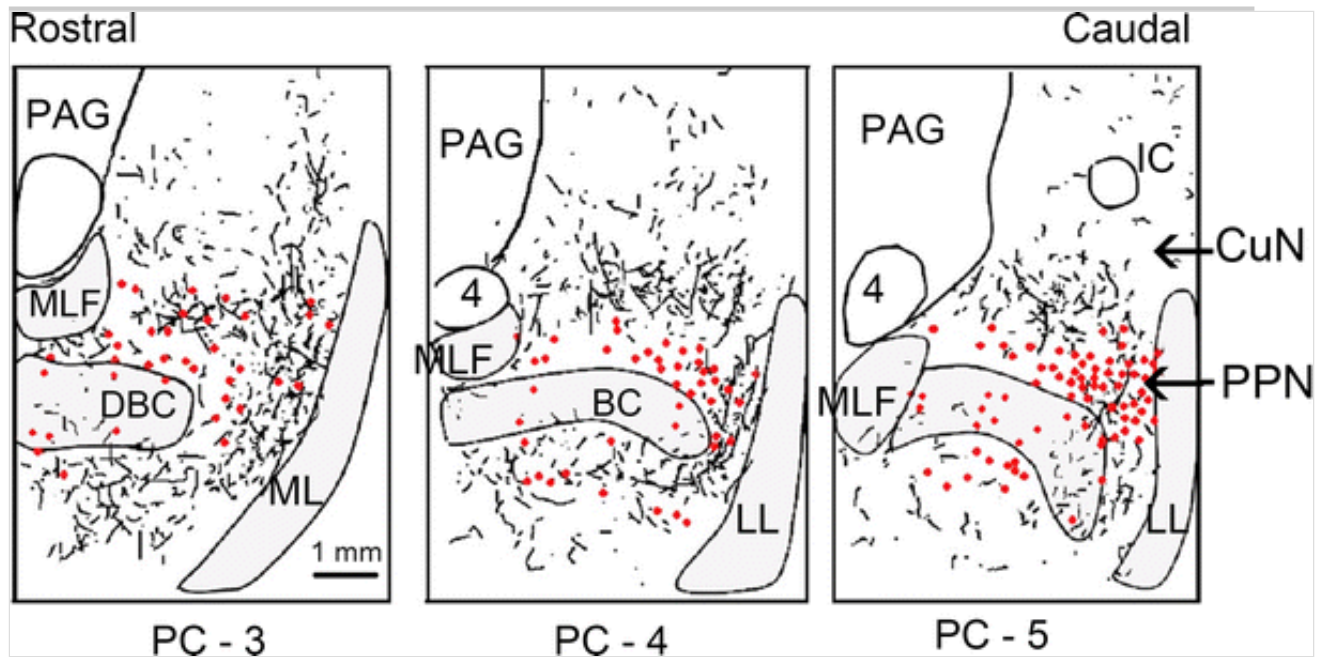 Rostral
Caudal
PAG
MLF
DBC
ML
1 mm
PC - 3
PAG
4
MLF
BC
LL
PC - 4
PAG
IC
4
MLF
LL
CuN
PPN
PC - 5